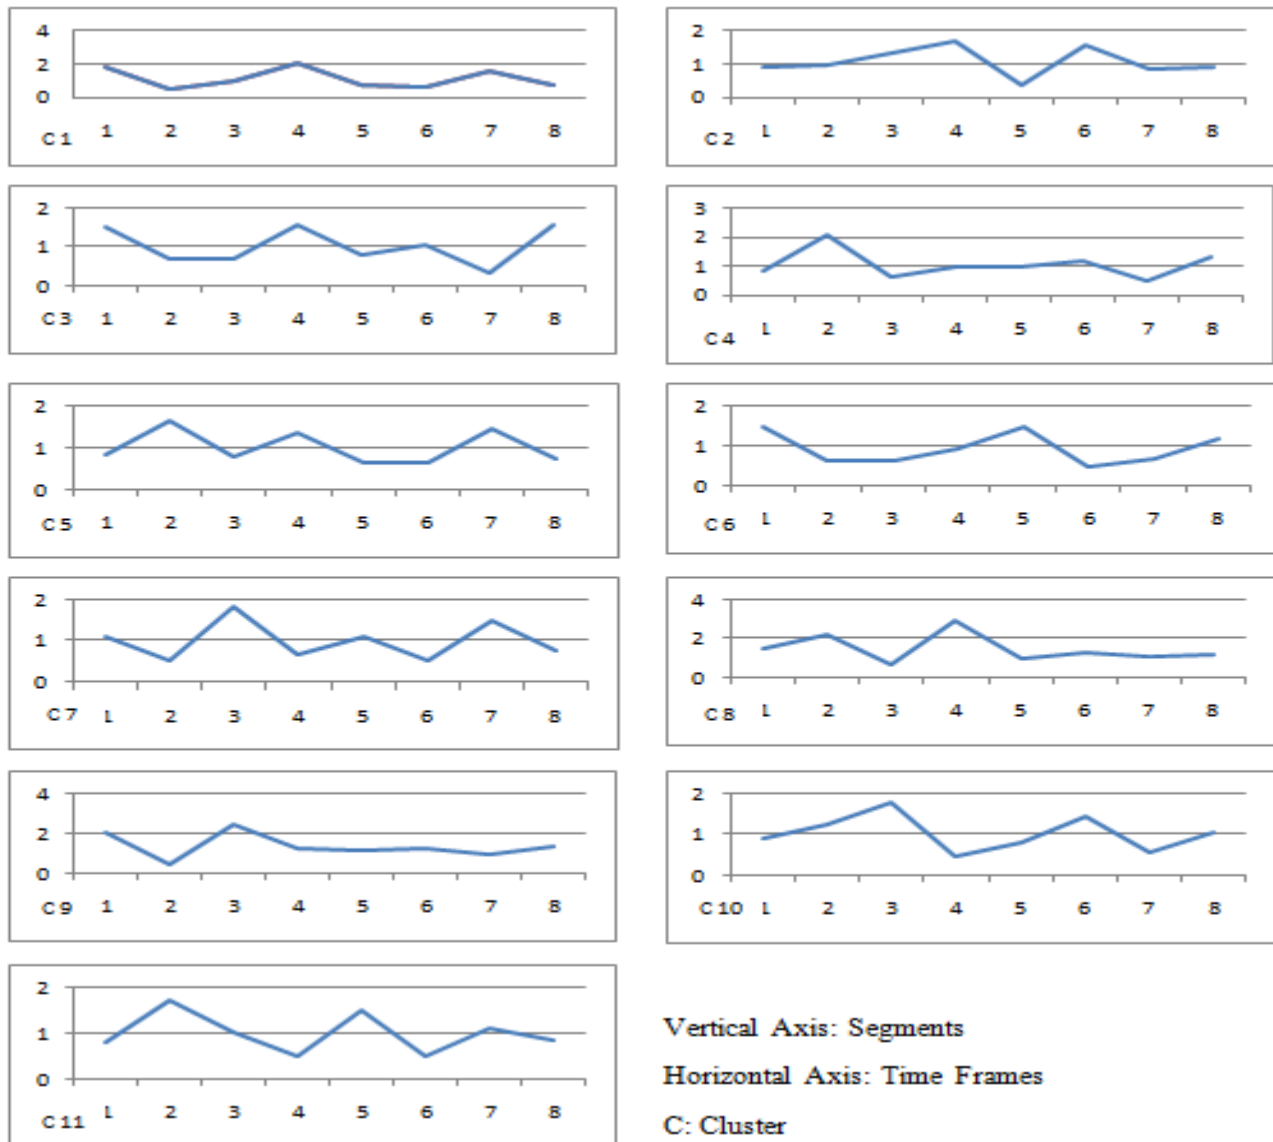 4
2
0
C1 1 2 3 4 5 6 7 8
2
1
0
C2 1 2 3 4 5 6 7 8
2
1
0
C3 1 2 3 4 5 6 7 8
3
2
1
0
C4 1 2 3 4 5 6 7 8
2
1
0
C5 1 2 3 4 5 6 7 8
2
1
0
C6 1 2 3 4 5 6 7 8
2
1
0
C7 1 2 3 4 5 6 7 8
4
2
0
C8 1 2 3 4 5 6 7 8
4
2
0
C9 1 2 3 4 5 6 7 8
2
1
0
C10 1 2 3 4 5 6 7 8
2
1
0
C11 1 2 3 4 5 6 7 8
Vertical Axis: Segments
Horizontal Axis: Time Frames
C: Cluster